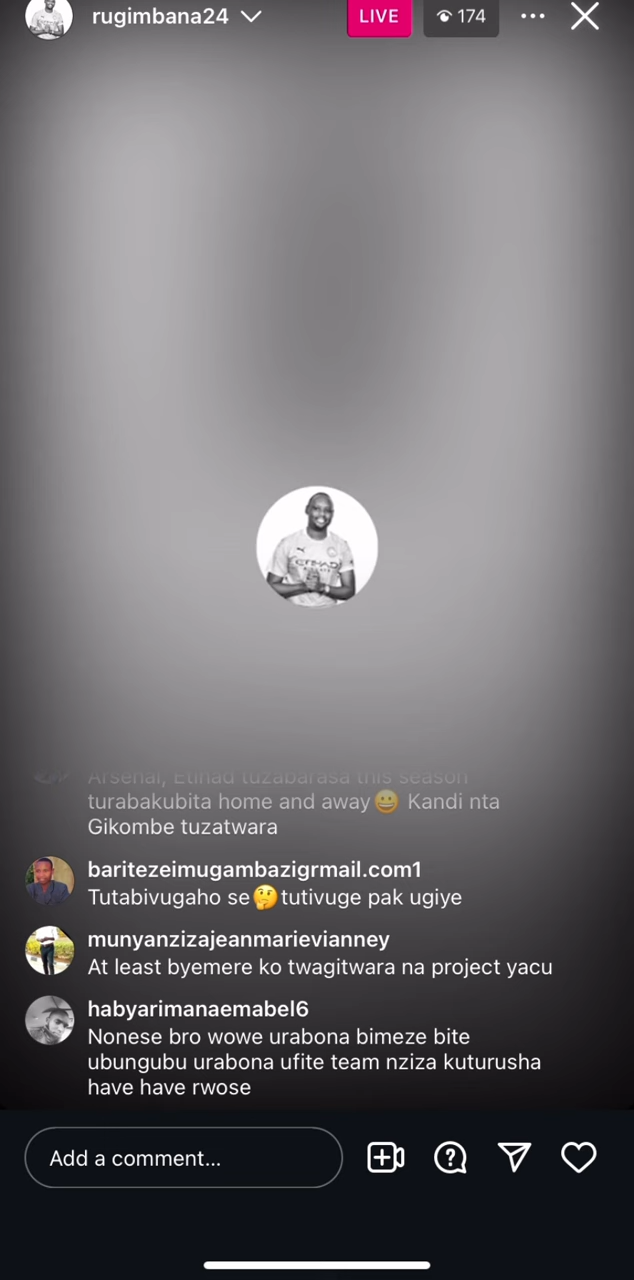 rugimbana24
LIVE
174
ETIHAD
Arsenal, Etihad tuzabarasa this season
turabakubita home and away😀 Kandi nta
Gikombe tuzatwara
baritezeimugambazigrmail.com1
Tutabivugaho se🤔tutivuge pak ugiye
munyanzizajeanmarievianney
At least byemere ko twagitwara na project yacu
habyarimanaemabel6
Nonese bro wowe urabona bimeze bite
ubungubu urabona ufite team nziza kuturusha
have have rwose
Add a comment...